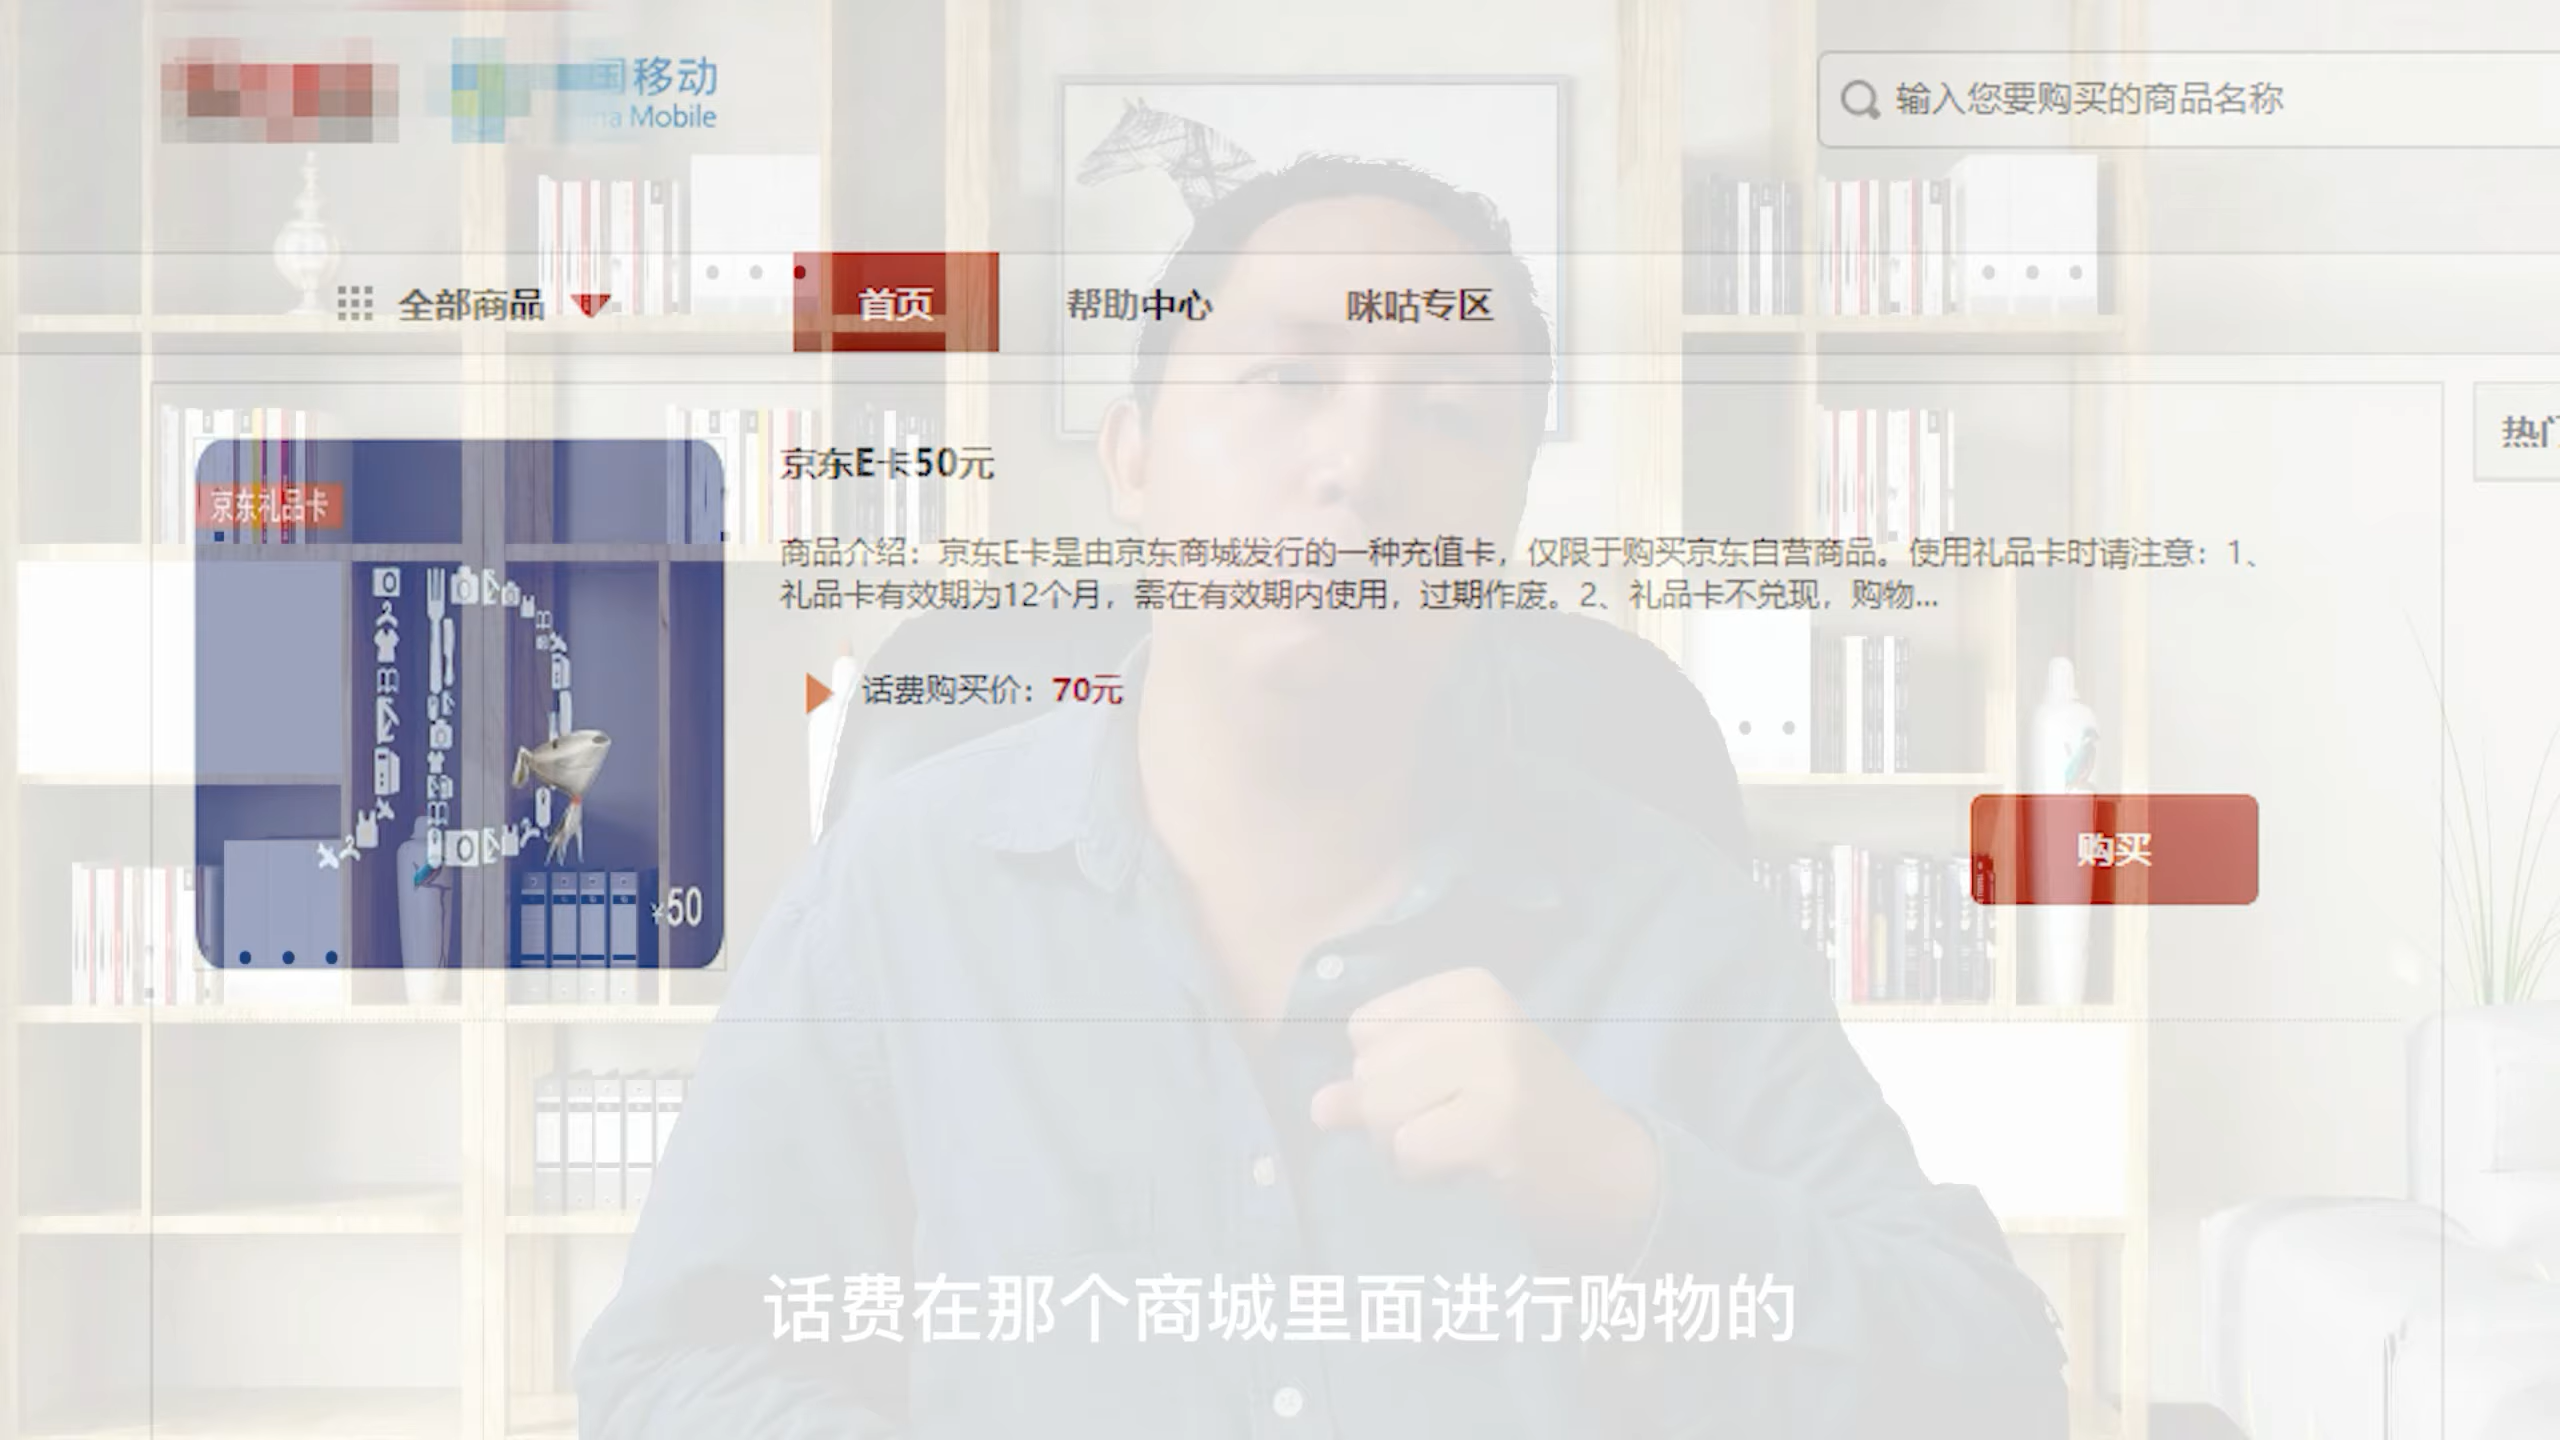 国移动
na Mobile
输入您要购买的商品名称
全部商品
首页
帮助中心
咪咕专区
热门
京东礼品卡
¥50
京东E卡50元
商品介绍：京东E卡是由京东商城发行的一种充值卡，仅限于购买京东自营商品。使用礼品卡时请注意：1、
礼品卡有效期为12个月，需在有效期内使用，过期作废。2、礼品卡不兑现，购物...
话费购买价：70元
购买
话费在那个商城里面进行购物的